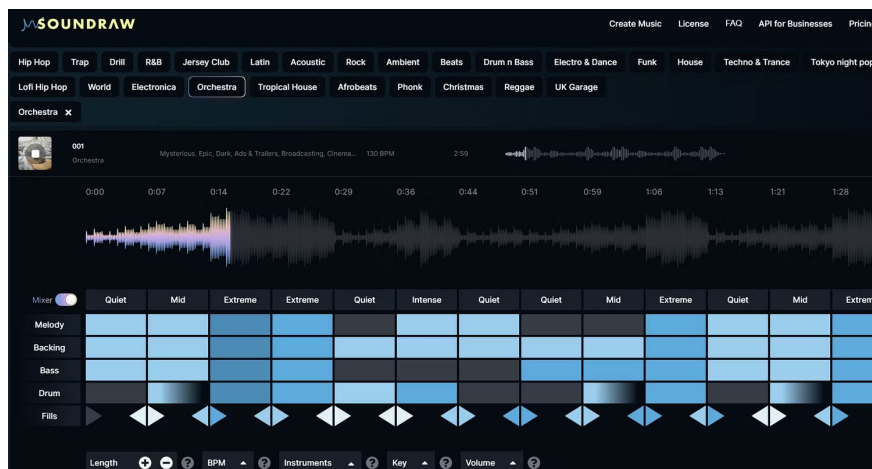 SOUNDRAW
Create Music License FAQ API for Businesses Pricing
Hip Hop Trap Drill R&B Jersey Club Latin Acoustic Rock Ambient Beats Drum n Bass Electro & Dance Funk House Techno & Trance Tokyo night pop
Lofi Hip Hop World Electronica Orchestra Tropical House Afrobeats Phonk Christmas Reggae UK Garage
Orchestra ×
001
Orchestra
Mysterious, Epic, Dark, Ads & Trailers, Broadcasting, Cinema... 130 BPM 2:59
0:00 0:07 0:14 0:22 0:29 0:36 0:44 0:51 0:59 1:06 1:13 1:21 1:28
Mixer Quiet Mid Extreme Extreme Quiet Intense Quiet Quiet Mid Extreme Quiet Mid Extrem
Melody
Backing
Bass
Drum
Fills
Length + − ? BPM ? Instruments ? Key ? Volume ?